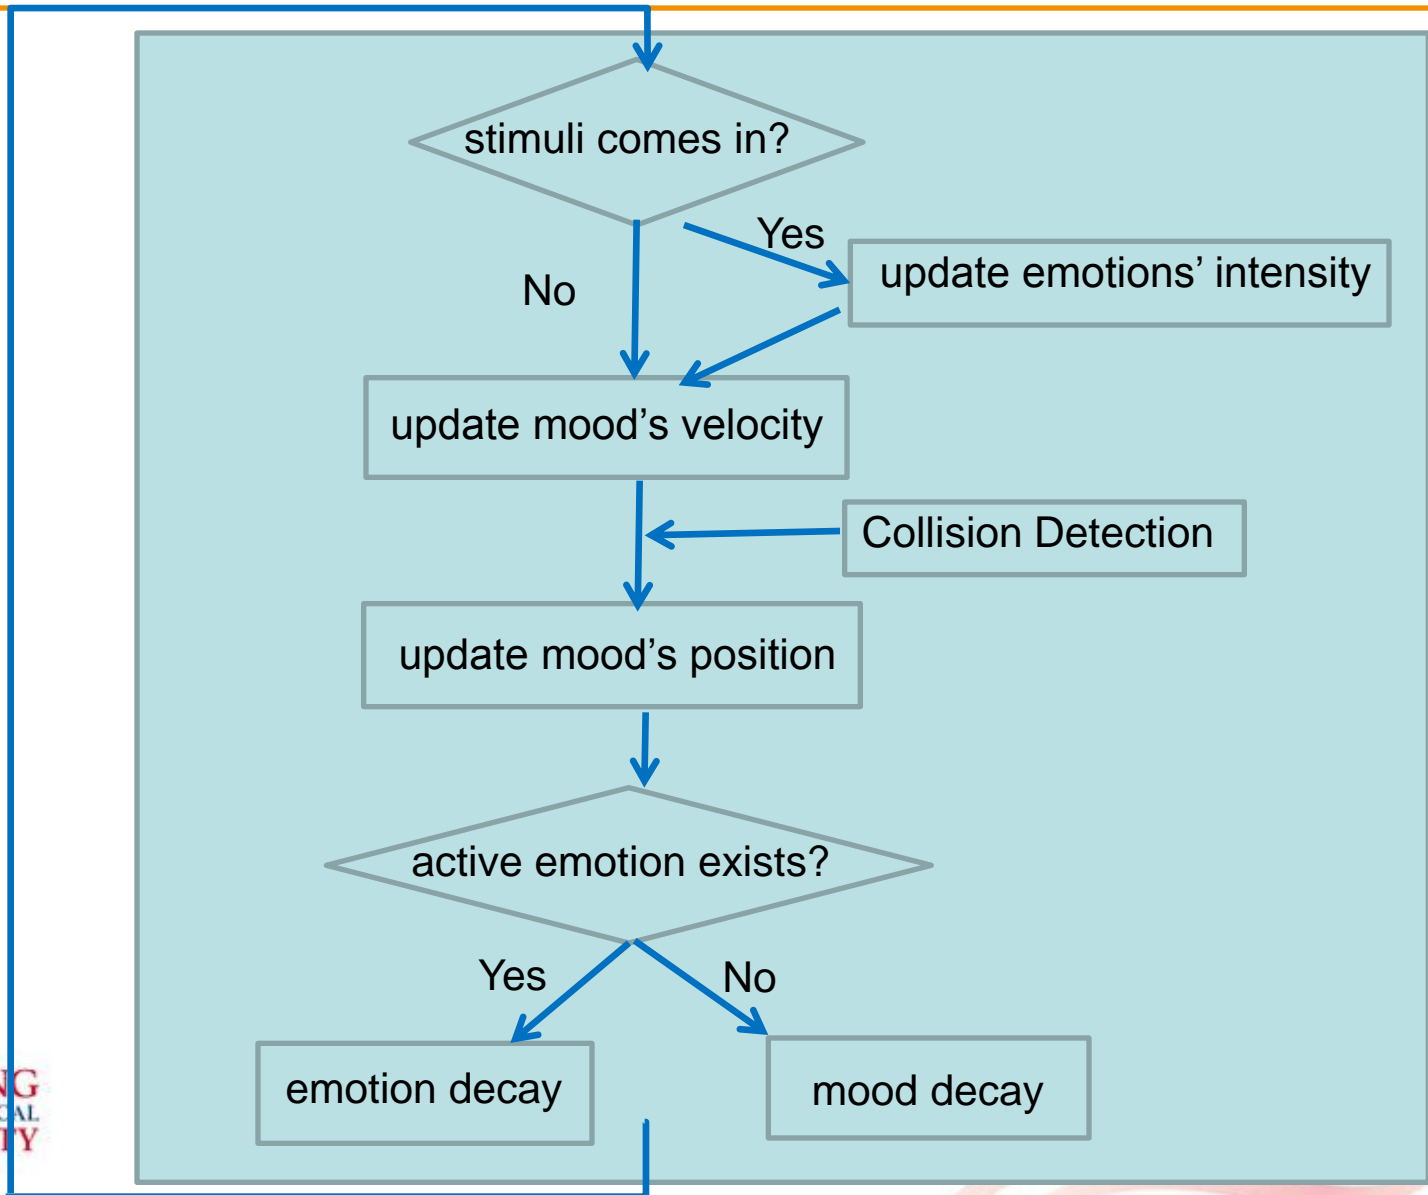 stimuli comes in?
Yes
update emotions’ intensity
No
update mood’s velocity
Collision Detection
update mood’s position
active emotion exists?
Yes
No
emotion decay
mood decay